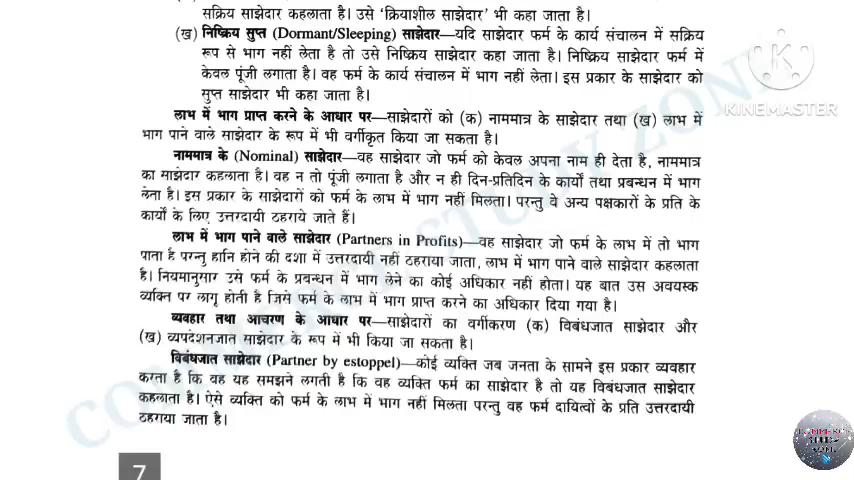 सक्रिय साझेदार कहलाता है। उसे ‘क्रियाशील साझेदार’ भी कहा जाता है।
(ख) निष्क्रिय सुप्त (Dormant/Sleeping) साझेदार—यदि साझेदार फर्म के कार्य संचालन में सक्रिय
रूप से भाग नहीं लेता है तो उसे निष्क्रिय साझेदार कहा जाता है। निष्क्रिय साझेदार फर्म में
केवल पूंजी लगाता है। वह फर्म के कार्य संचालन में भाग नहीं लेता। इस प्रकार के साझेदार को
सुप्त साझेदार भी कहा जाता है।
KINEMASTER
लाभ में भाग प्राप्त करने के आधार पर—साझेदारों को (क) नाममात्र के साझेदार तथा (ख) लाभ में
भाग पाने वाले साझेदार के रूप में भी वर्गीकृत किया जा सकता है।
नाममात्र के (Nominal) साझेदार—वह साझेदार जो फर्म को केवल अपना नाम ही देता है, नाममात्र
का साझेदार कहलाता है। वह न तो पूंजी लगाता है और न ही दिन-प्रतिदिन के कार्यों तथा प्रबन्धन में भाग
लेता है। इस प्रकार के साझेदारों को फर्म के लाभ में भाग नहीं मिलता। परन्तु वे अन्य पक्षकारों के प्रति के
कार्यों के लिए उत्तरदायी ठहराये जाते हैं।
लाभ में भाग पाने वाले साझेदार (Partners in Profits)—वह साझेदार जो फर्म के लाभ में तो भाग
पाता है परन्तु हानि होने की दशा में उत्तरदायी नहीं ठहराया जाता, लाभ में भाग पाने वाले साझेदार कहलाता
है। नियमानुसार उसे फर्म के प्रबन्धन में भाग लेने का कोई अधिकार नहीं होता। यह बात उस अवयस्क
व्यक्ति पर लागू होती है जिसे फर्म के लाभ में भाग प्राप्त करने का अधिकार दिया गया है।
व्यवहार तथा आचरण के आधार पर—साझेदारों का वर्गीकरण (क) विबंधजात साझेदार और
(ख) व्यपदेशनजात साझेदार के रूप में भी किया जा सकता है।
विबंधजात साझेदार (Partner by estoppel)—कोई व्यक्ति जब जनता के सामने इस प्रकार व्यवहार
करता है कि वह यह समझने लगती है कि वह व्यक्ति फर्म का साझेदार है तो यह विबंधजात साझेदार
कहलाता है। ऐसे व्यक्ति को फर्म के लाभ में भाग नहीं मिलता परन्तु वह फर्म दायित्वों के प्रति उत्तरदायी
ठहराया जाता है।
COMMERCE STUDY ZONE
7